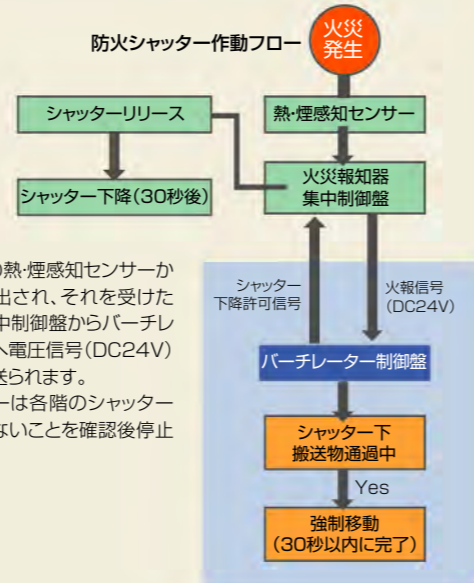 防火シャッター作動フロー
火災
発生
シャッターリリース
熱・煙感知センサー
シャッター下降(30秒後)
火災報知器
集中制御盤
熱・煙感知センサーか
出され、それを受けた
中制御盤からバーチレ
へ電圧信号(DC24V)
送られます。
ーは各階のシャッター
ないことを確認後停止
シャッター
下降許可信号
火報信号
(DC24V)
バーチレーター制御盤
シャッター下
搬送物通過中
Yes
強制移動
(30秒以内に完了)